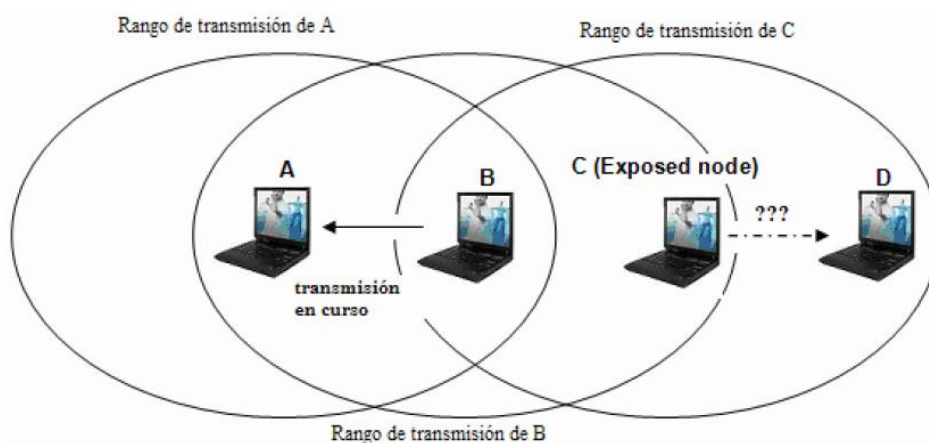 Rango de transmisión de A
Rango de transmisión de C
A
B
C (Exposed node)
D
???
transmisión
en curso
Rango de transmisión de B